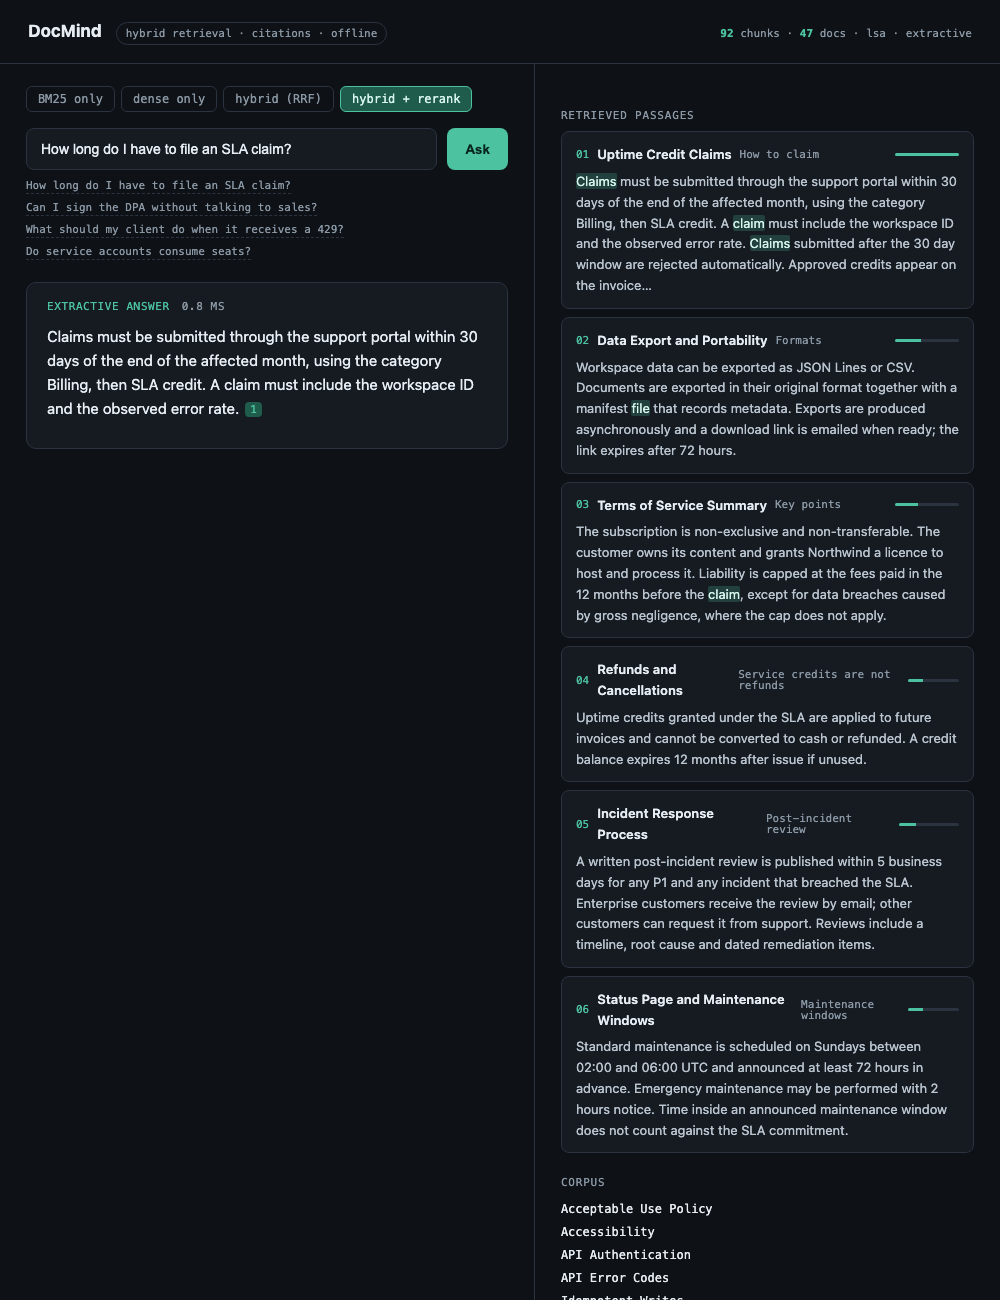 DocMind
hybrid retrieval · citations · offline
92 chunks · 47 docs · lsa · extractive
BM25 only
dense only
hybrid (RRF)
hybrid + rerank
How long do I have to file an SLA claim?
Ask
How long do I have to file an SLA claim?
Can I sign the DPA without talking to sales?
What should my client do when it receives a 429?
Do service accounts consume seats?
EXTRACTIVE ANSWER 0.8 MS
Claims must be submitted through the support portal within 30
days of the end of the affected month, using the category
Billing, then SLA credit. A claim must include the workspace ID
and the observed error rate. 1
RETRIEVED PASSAGES
01 Uptime Credit Claims How to claim
Claims must be submitted through the support portal within 30
days of the end of the affected month, using the category
Billing, then SLA credit. A claim must include the workspace ID
and the observed error rate. Claims submitted after the 30 day
window are rejected automatically. Approved credits appear on
the invoice…
02 Data Export and Portability Formats
Workspace data can be exported as JSON Lines or CSV.
Documents are exported in their original format together with a
manifest file that records metadata. Exports are produced
asynchronously and a download link is emailed when ready; the
link expires after 72 hours.
03 Terms of Service Summary Key points
The subscription is non-exclusive and non-transferable. The
customer owns its content and grants Northwind a licence to
host and process it. Liability is capped at the fees paid in the
12 months before the claim, except for data breaches caused
by gross negligence, where the cap does not apply.
04 Refunds and
Cancellations
Service credits are not
refunds
Uptime credits granted under the SLA are applied to future
invoices and cannot be converted to cash or refunded. A credit
balance expires 12 months after issue if unused.
05 Incident Response
Process
Post-incident
review
A written post-incident review is published within 5 business
days for any P1 and any incident that breached the SLA.
Enterprise customers receive the review by email; other
customers can request it from support. Reviews include a
timeline, root cause and dated remediation items.
06 Status Page and Maintenance
Windows
Maintenance
windows
Standard maintenance is scheduled on Sundays between
02:00 and 06:00 UTC and announced at least 72 hours in
advance. Emergency maintenance may be performed with 2
hours notice. Time inside an announced maintenance window
does not count against the SLA commitment.
CORPUS
Acceptable Use Policy
Accessibility
API Authentication
API Error Codes
Idempotent Writes